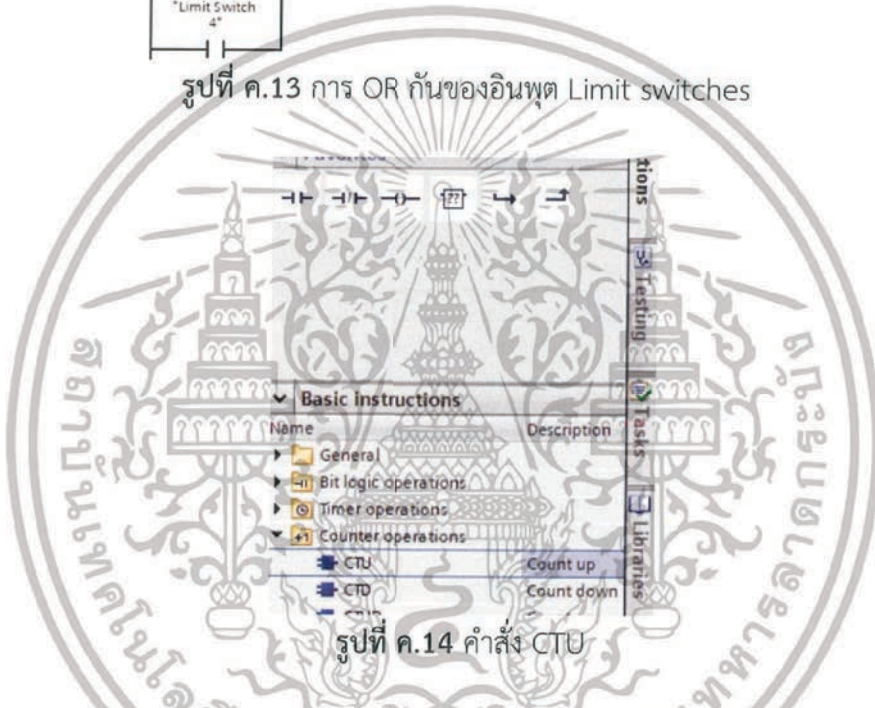 "Limit Switch
4"
รูปที่ ค.13 การ OR กันของอินพุต Limit switches
tions
Testing
Tasks
Libraries
??
Basic instructions
Name Description
General
Bit logic operations
Timer operations
Counter operations
CTU Count up
CTD Count down
รูปที่ ค.14 คำสั่ง CTU